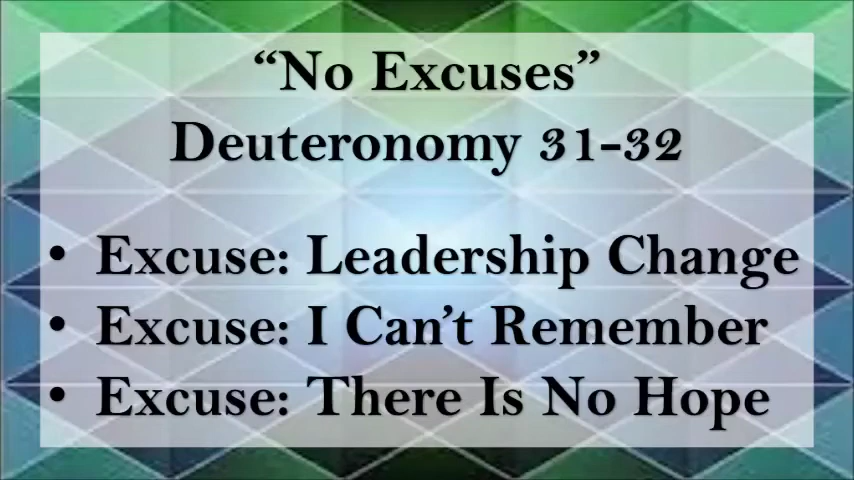 “No Excuses”
Deuteronomy 31-32
• Excuse: Leadership Change
• Excuse: I Can’t Remember
• Excuse: There Is No Hope